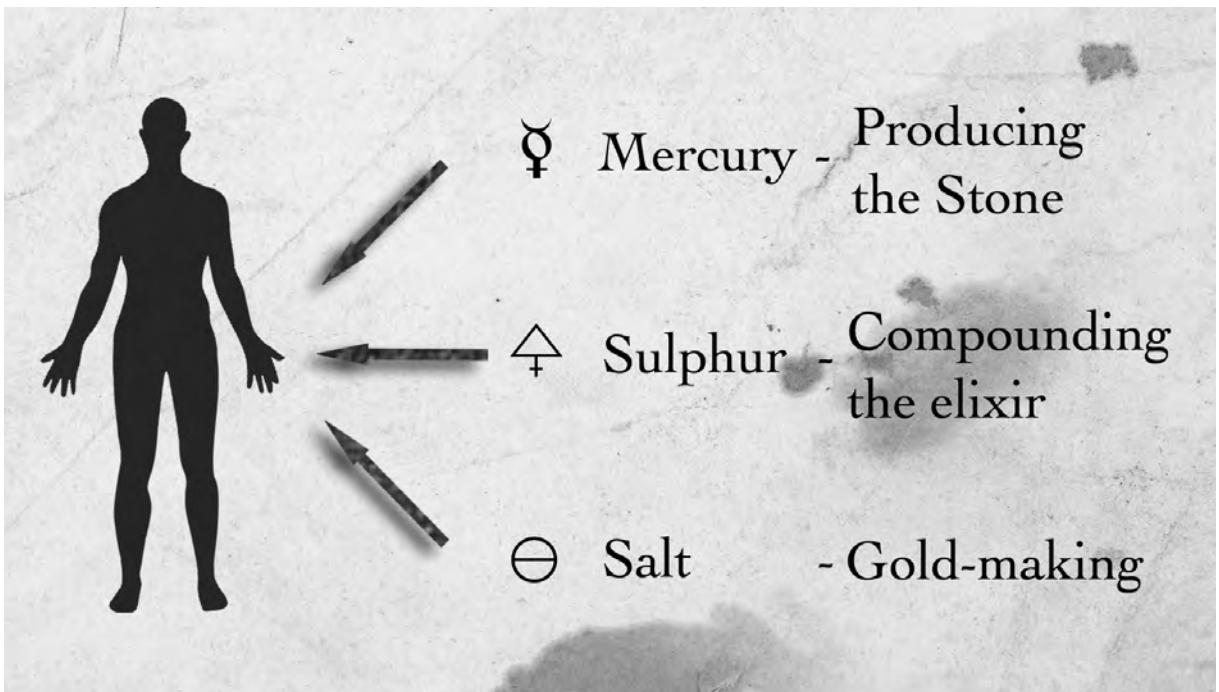 ☿ Mercury - Producing
the Stone
🜍 Sulphur - Compounding
the elixir
🜔 Salt - Gold-making